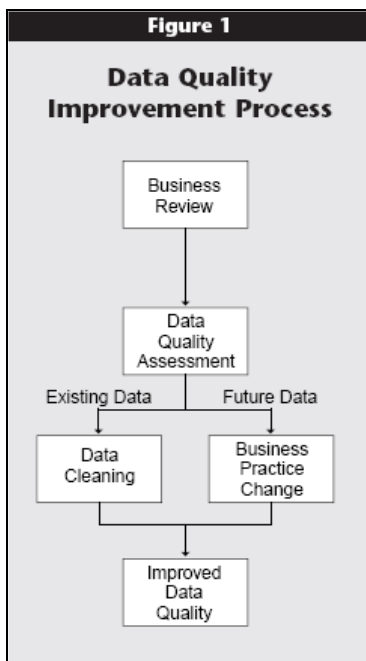 Figure 1
Data Quality
Improvement Process
Business
Review
Data
Quality
Assessment
Existing Data
Future Data
Data
Cleaning
Business
Practice
Change
Improved
Data
Quality